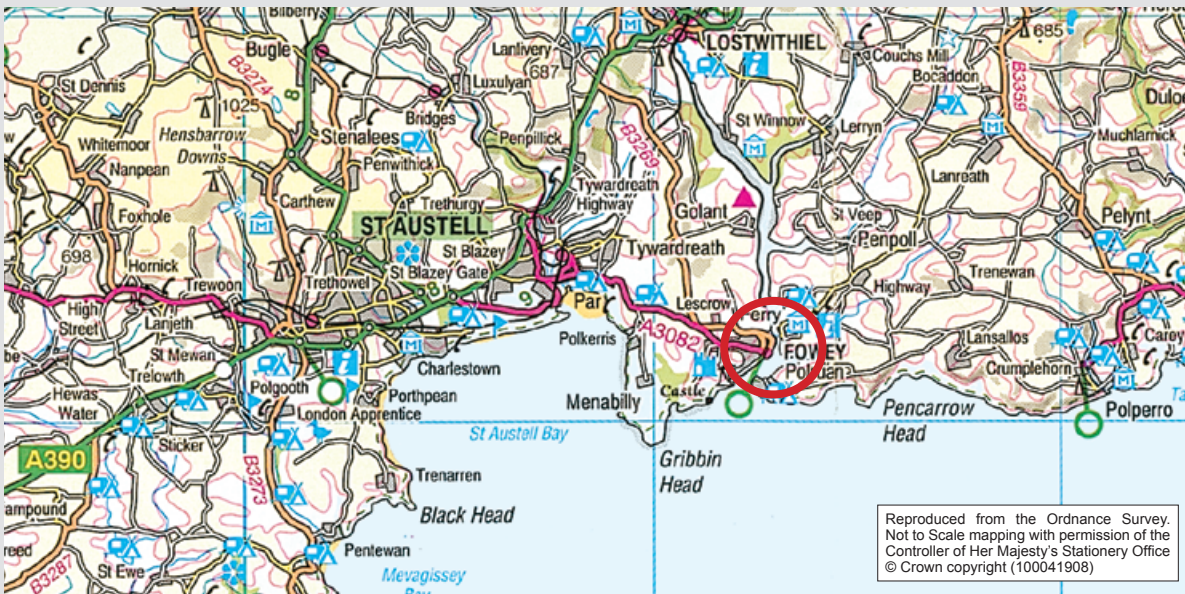 Bilberry
Bugle
B3274
8
Lanlivery
687
LOSTWITHIEL
Couchs Mill
685
Bocaddon
B3359
St Dennis
1025
Luxulyan
Bridges
St Winnow
Lerryn
Muchlarnick
Hensbarrow
Downs
Stenalees
Penpillick
B3269
Whitemoor
Penwithick
Lanreath
Nanpean
Carthew
Trethurgy
Tywardreath
Highway
Golant
St Veep
Pelynt
Foxhole
ST AUSTELL
St Blazey
Tywardreath
Penpoll
698
Hornick
Trethowel
St Blazey Gate
8
9
Trenewan
Trewoon
Par
Lescrow
Highway
High
Street
Lanjeth
Polkerris
A3082
Ferry
Lansallos
St Mewan
Charlestown
FOWEY
Polruan
Crumplehorn
Trelowth
Polgooth
Porthpean
Menabilly
Castle
Hewas
Water
London Apprentice
Pencarrow
Head
Polperro
Sticker
St Austell Bay
A390
B3273
Trenarren
Gribbin
Head
Black Head
Pentewan
St Ewe
B3287
Mevagissey
Reproduced from the Ordnance Survey.
Not to Scale mapping with permission of the
Controller of Her Majesty's Stationery Office
© Crown copyright (100041908)